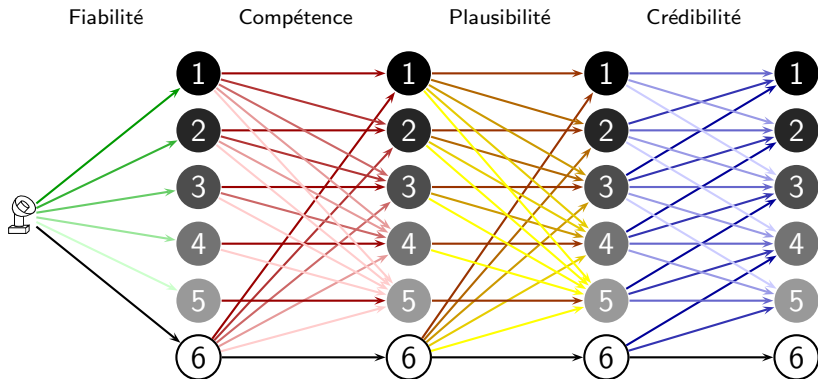 Fiabilité Compétence Plausibilité Crédibilité
1 1 1 1
2 2 2 2
3 3 3 3
4 4 4 4
5 5 5 5
6 6 6 6